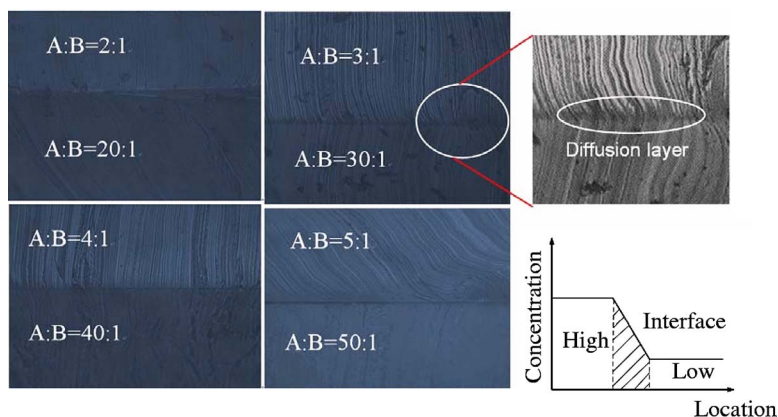 A:B=2:1
A:B=20:1
A:B=3:1
A:B=30:1
Diffusion layer
A:B=4:1
A:B=40:1
A:B=5:1
A:B=50:1
Concentration
High
Interface
Low
Location